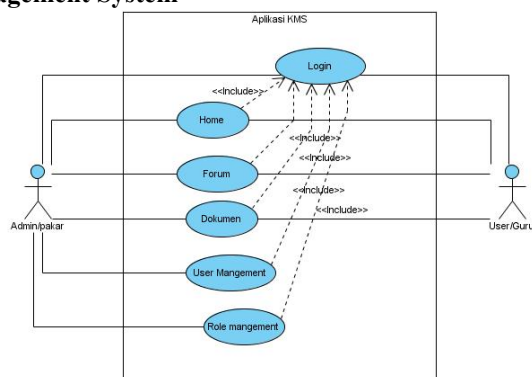 agement System
Aplikasi KMS
Login
<<Include>>
Home
<<Include>>
Forum
<<Include>>
Admin/pakar
User/Guru
Dokumen
<<Include>>
<<Include>>
User Mangement
Role mangement